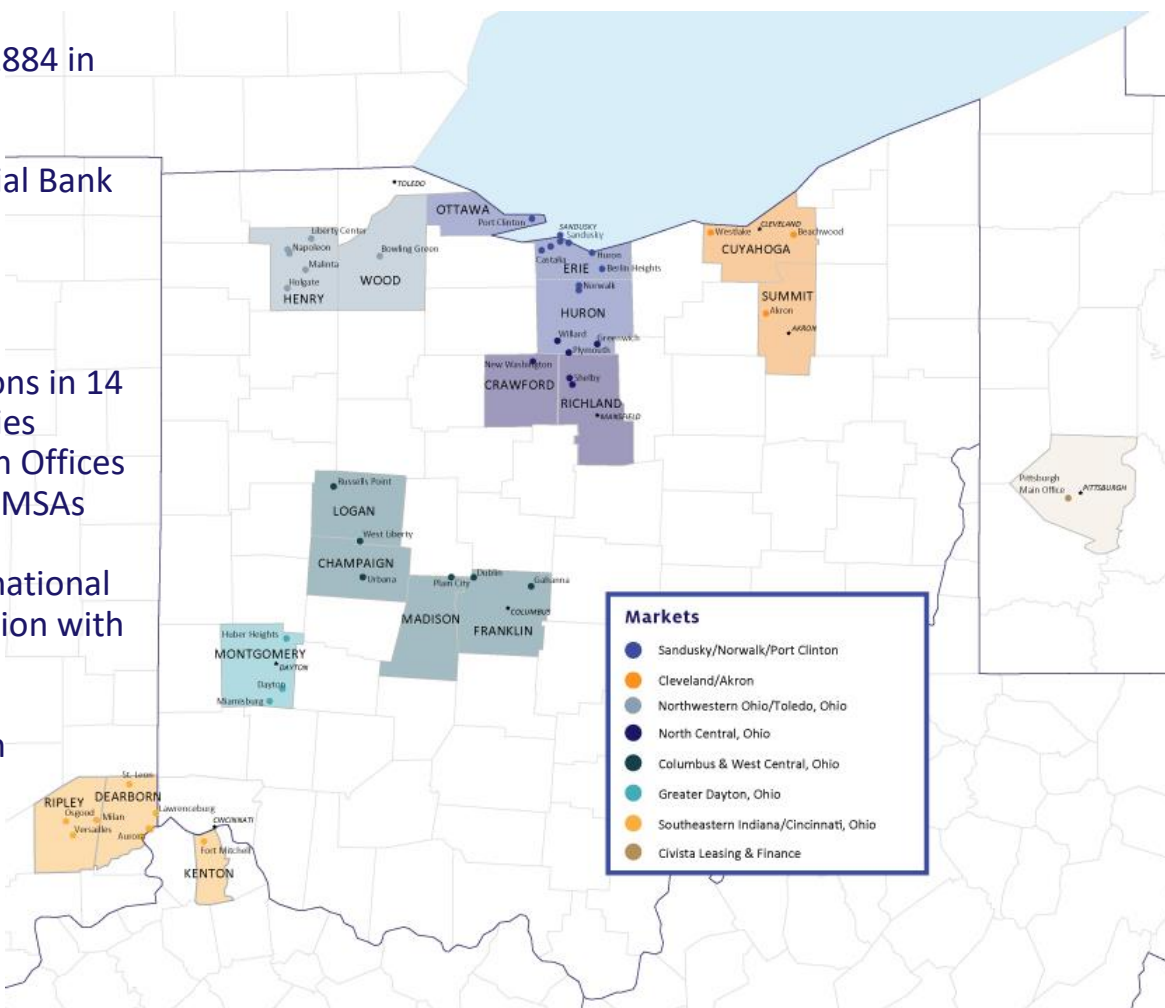 884 in
ial Bank
ons in 14
ies
n Offices
MSAs
national
ion with
n
TOLEDO
OTTAWA
Port Clinton
SANDUSKY
Sandusky
Castalia
ERIE
Huron
Berlin Heights
Liberty Center
Napoleon
Malinta
Holgate
HENRY
Bowling Green
WOOD
Norwalk
HURON
Willard
Greenwich
Plymouth
New Washington
CRAWFORD
Shelby
RICHLAND
MANSFIELD
Westlake
CLEVELAND
Beachwood
CUYAHOGA
SUMMIT
Akron
AKRON
Pittsburgh
Main Office
PITTSBURGH
Russells Point
LOGAN
West Liberty
CHAMPAIGN
Urbana
Plain City
Dublin
Gahanna
COLUMBUS
MADISON
FRANKLIN
Huber Heights
MONTGOMERY
DAYTON
Dayton
Miamisburg
St. Leon
RIPLEY
DEARBORN
Osgood
Milan
Versailles
Lawrenceburg
Aurora
CINCINNATI
Fort Mitchell
KENTON
Markets
Sandusky/Norwalk/Port Clinton
Cleveland/Akron
Northwestern Ohio/Toledo, Ohio
North Central, Ohio
Columbus & West Central, Ohio
Greater Dayton, Ohio
Southeastern Indiana/Cincinnati, Ohio
Civista Leasing & Finance